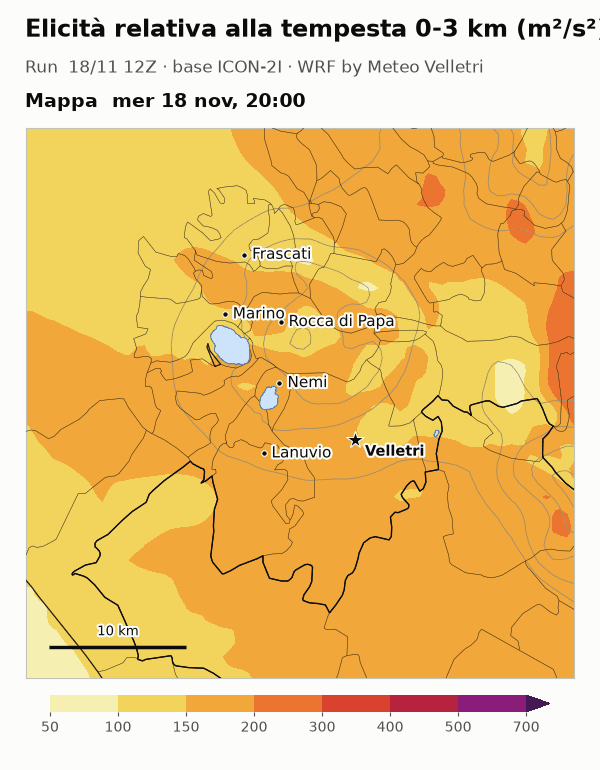 Elicità relativa alla tempesta 0-3 km (m²/s²)
Run  18/11 12Z · base ICON-2I · WRF by Meteo Velletri
Mappa  mer 18 nov, 20:00
Frascati
Marino
Rocca di Papa
Nemi
Velletri
Lanuvio
10 km
50 100 150 200 300 400 500 700